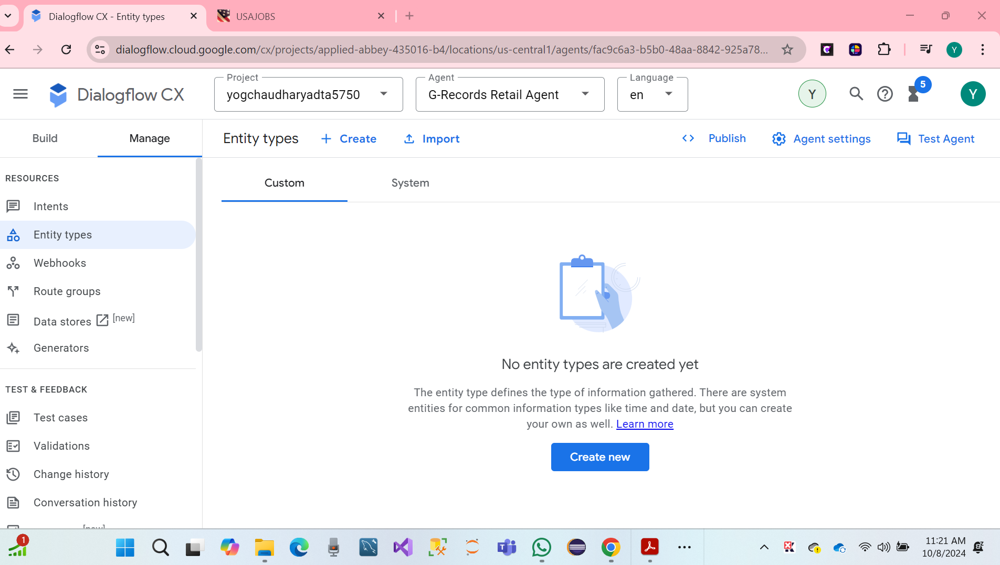 Dialogflow CX - Entity types
USAJOBS
dialogflow.cloud.google.com/cx/projects/applied-abbey-435016-b4/locations/us-central1/agents/fac9c6a3-b5b0-48aa-8842-925a78...
Y
Dialogflow CX
Project
yogchaudharyadta5750
Agent
G-Records Retail Agent
Language
en
Y
5
Y
Build
Manage
Entity types
Create
Import
Publish
Agent settings
Test Agent
RESOURCES
Intents
Entity types
Webhooks
Route groups
Data stores [new]
Generators
TEST & FEEDBACK
Test cases
Validations
Change history
Conversation history
[new]
Custom
System
No entity types are created yet
The entity type defines the type of information gathered. There are system
entities for common information types like time and date, but you can create
your own as well. Learn more
Create new
1
11:21 AM
10/8/2024